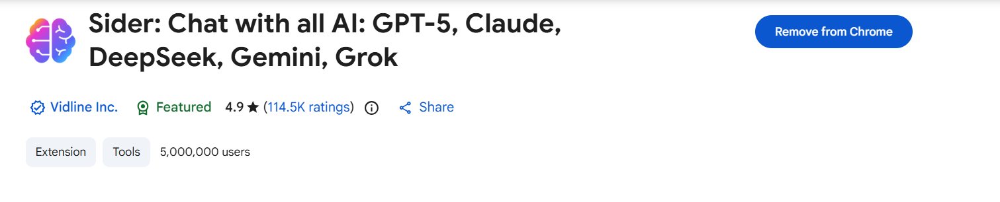 Sider: Chat with all AI: GPT-5, Claude,
DeepSeek, Gemini, Grok
Remove from Chrome
Vidline Inc. Featured 4.9 ★ (114.5K ratings) Share
Extension Tools 5,000,000 users